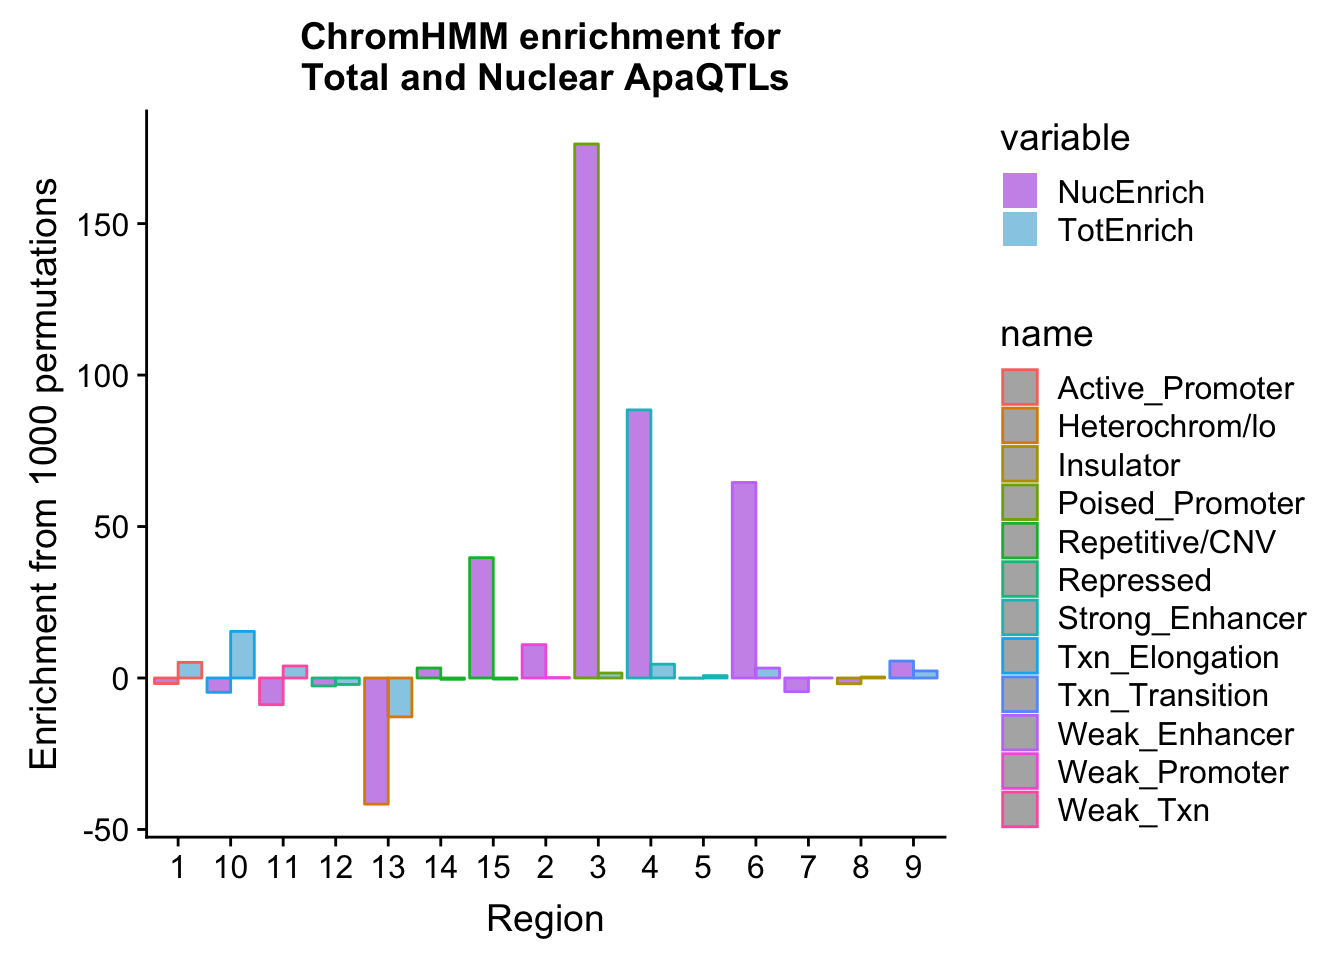 ChromHMM enrichment for
Total and Nuclear ApaQTLs
Enrichment from 1000 permutations
150
100
50
0
-50
1 10 11 12 13 14 15 2 3 4 5 6 7 8 9
Region
variable
NucEnrich
TotEnrich
name
Active_Promoter
Heterochrom/lo
Insulator
Poised_Promoter
Repetitive/CNV
Repressed
Strong_Enhancer
Txn_Elongation
Txn_Transition
Weak_Enhancer
Weak_Promoter
Weak_Txn